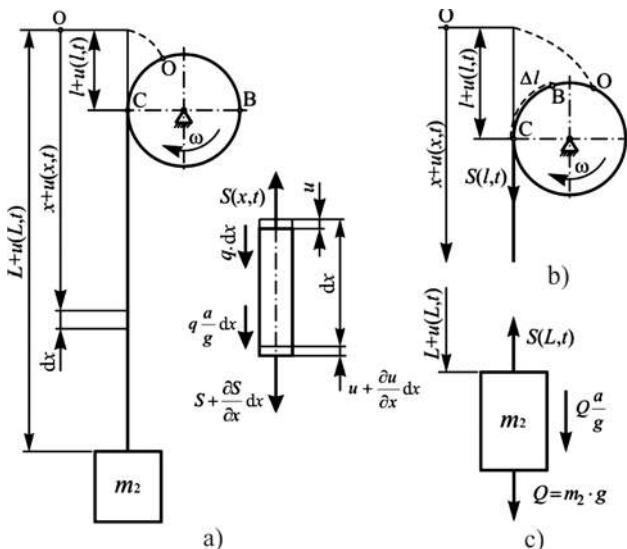 O
l+u(l,t)
O
C
B
ω
x+u(x,t)
L+u(L,t)
dx
m₂
a)
S(x,t)
u
q·dx
dx
q a/g dx
S + ∂S/∂x dx
u + ∂u/∂x dx
O
l+u(l,t)
Δl
B
O
C
ω
S(l,t)
x+u(x,t)
b)
L+u(L,t)
S(L,t)
m₂
Q a/g
Q=m₂·g
c)